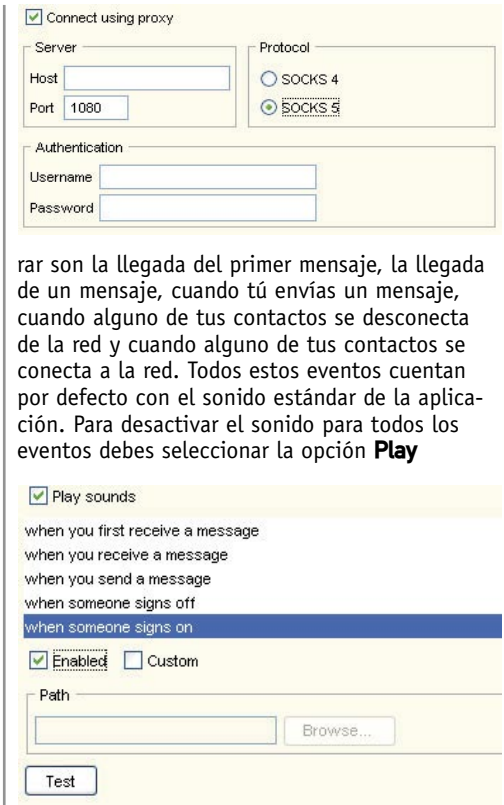 Connect using proxy
Server
Protocol
Host
SOCKS 4
Port 1080
SOCKS 5
Authentication
Username
Password
rar son la llegada del primer mensaje, la llegada
de un mensaje, cuando tú envías un mensaje,
cuando alguno de tus contactos se desconecta
de la red y cuando alguno de tus contactos se
conecta a la red. Todos estos eventos cuentan
por defecto con el sonido estándar de la aplica-
ción. Para desactivar el sonido para todos los
eventos debes seleccionar la opción Play
Play sounds
when you first receive a message
when you receive a message
when you send a message
when someone signs off
when someone signs on
Enabled Custom
Path
Browse...
Test